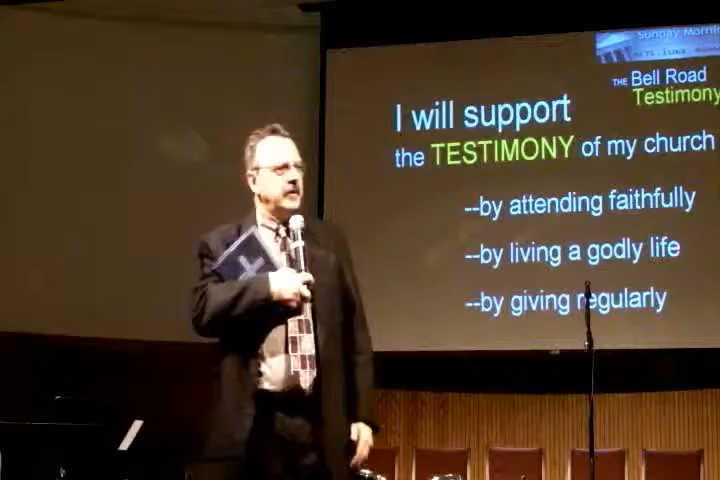 Sunday Morni
THE Bell Road
Testimony
I will support
the TESTIMONY of my church
--by attending faithfully
--by living a godly life
--by giving regularly